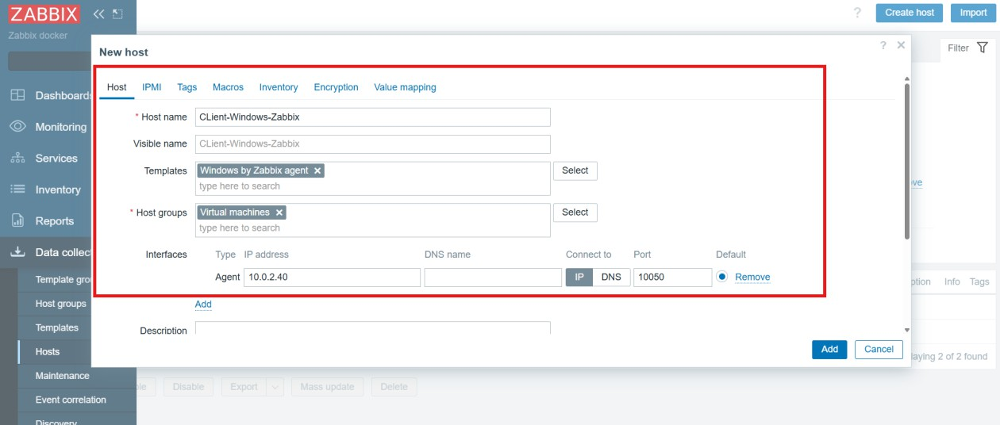 ZABBIX
Zabbix docker
? Create host Import
Filter
New host
?
Host IPMI Tags Macros Inventory Encryption Value mapping
* Host name CLient-Windows-Zabbix
Visible name CLient-Windows-Zabbix
Templates Windows by Zabbix agent Select
type here to search
* Host groups Virtual machines Select
type here to search
Interfaces Type IP address DNS name Connect to Port Default
Agent 10.0.2.40 IP DNS 10050 Remove
Add
Description
Add Cancel
Dashboards
Monitoring
Services
Inventory
Reports
Data collect
Template gro
Host groups
Templates
Hosts
Maintenance
Event correlation
Discovery
Info Tags
2 of 2 found
Disable Export Mass update Delete